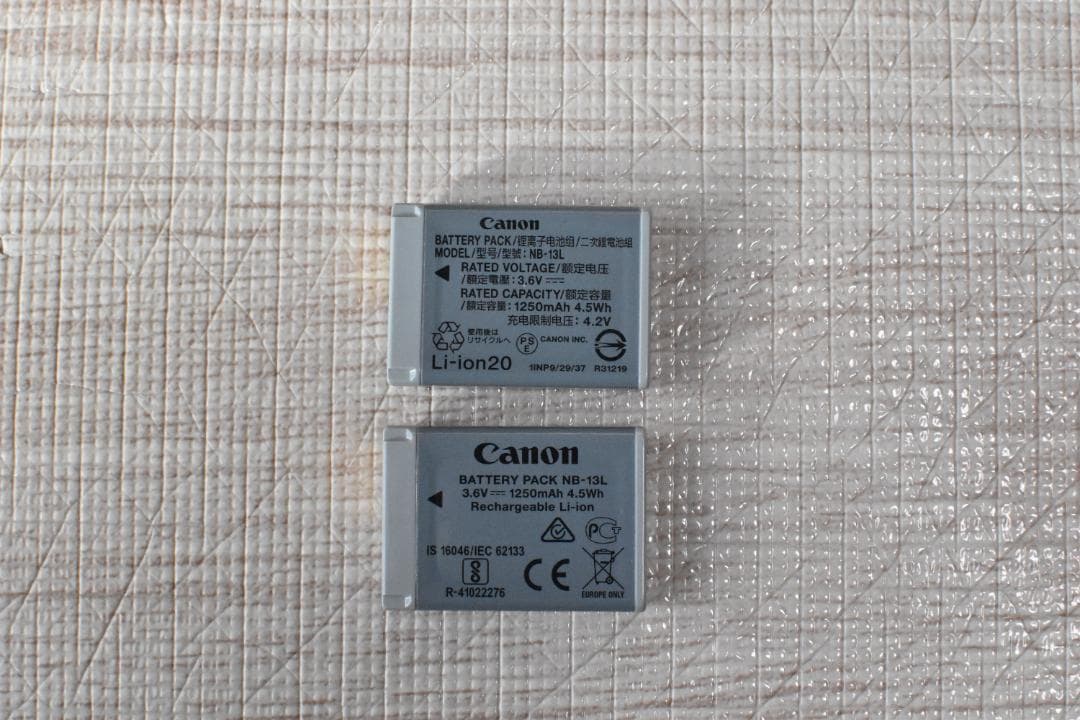 Canon
BATTERY PACK/锂离子电池组/二次鋰電池組
MODEL/型号/型號: NB-13L
RATED VOLTAGE/额定电压
/額定電壓: 3.6V
RATED CAPACITY/额定容量
/額定容量: 1250mAh 4.5Wh
充电限制电压: 4.2V
使用後は
リサイクルへ
PSE
CANON INC.
Li-ion20
1INP9/29/37
R31219
Canon
BATTERY PACK NB-13L
3.6V 1250mAh 4.5Wh
Rechargeable Li-ion
PCT
IS 16046/IEC 62133
R-41022276
CE
EUROPE ONLY